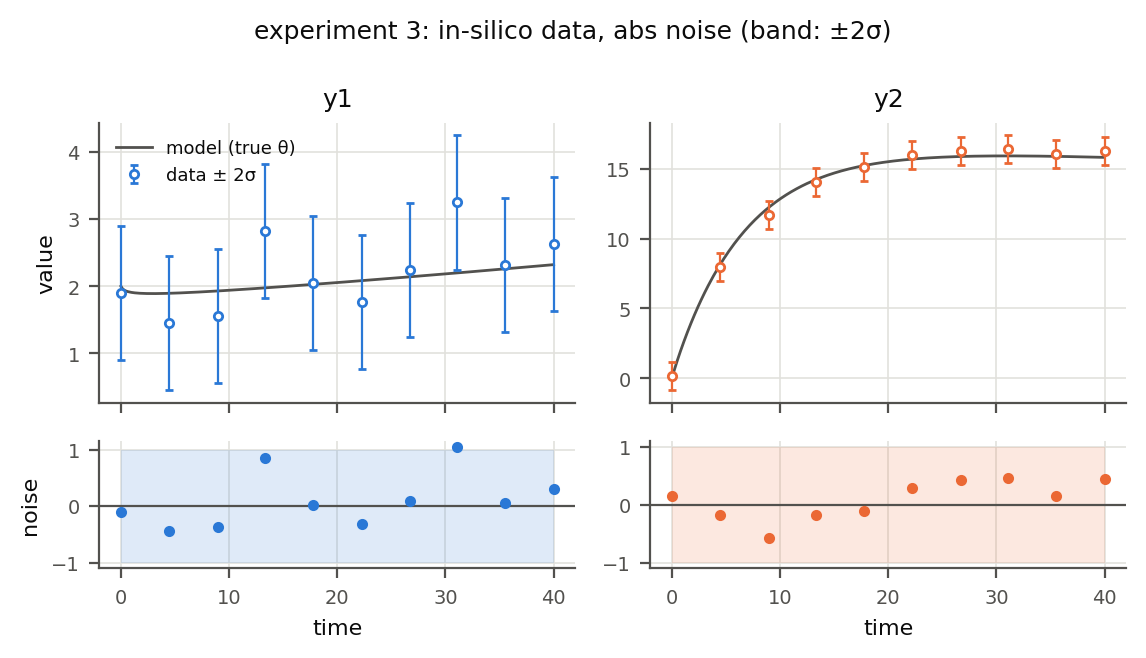 experiment 3: in-silico data, abs noise (band: ±2σ)
y1
y2
model (true θ)
data ± 2σ
value
4
3
2
1
15
10
5
0
noise
1
0
−1
1
0
−1
0 10 20 30 40
0 10 20 30 40
time
time